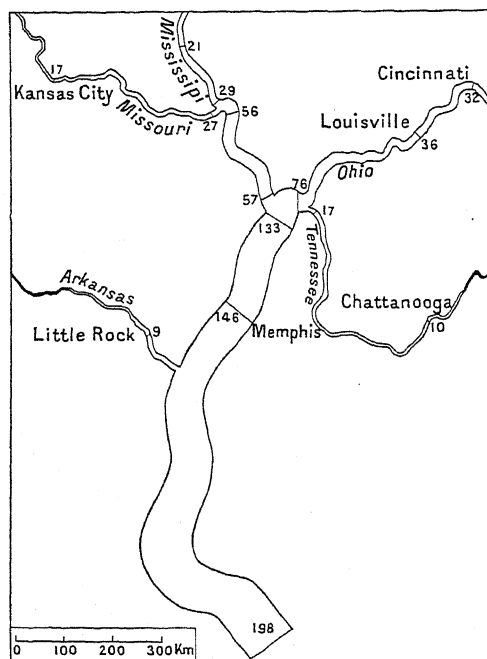 Mississipi
21
17
Kansas City
Missouri
29
56
27
Cincinnati
32
Louisville
36
Ohio
76
57
17
133
Tennessee
Arkansas
Little Rock
9
146
Memphis
Chattanooga
10
198
0 100 200 300 Km